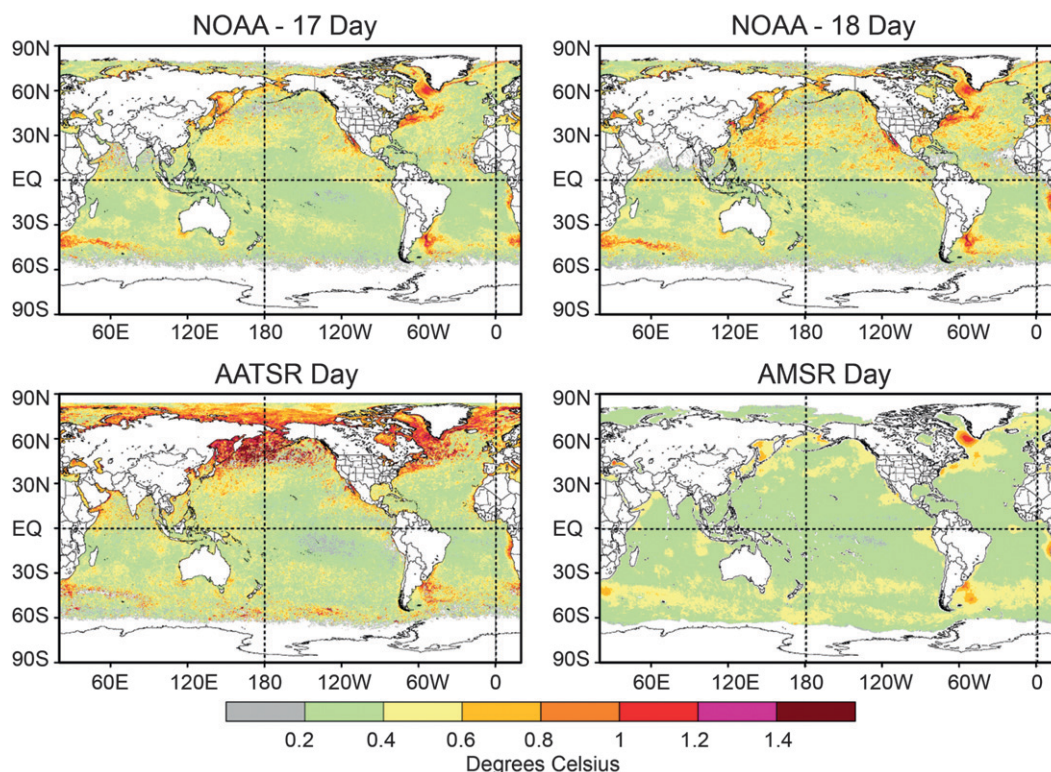 NOAA - 17 Day
NOAA - 18 Day
90N
60N
30N
EQ
30S
60S
90S
60E 120E 180 120W 60W 0
90N
60N
30N
EQ
30S
60S
90S
60E 120E 180 120W 60W 0
AATSR Day
AMSR Day
90N
60N
30N
EQ
30S
60S
90S
60E 120E 180 120W 60W 0
90N
60N
30N
EQ
30S
60S
90S
60E 120E 180 120W 60W 0
0.2 0.4 0.6 0.8 1 1.2 1.4
Degrees Celsius